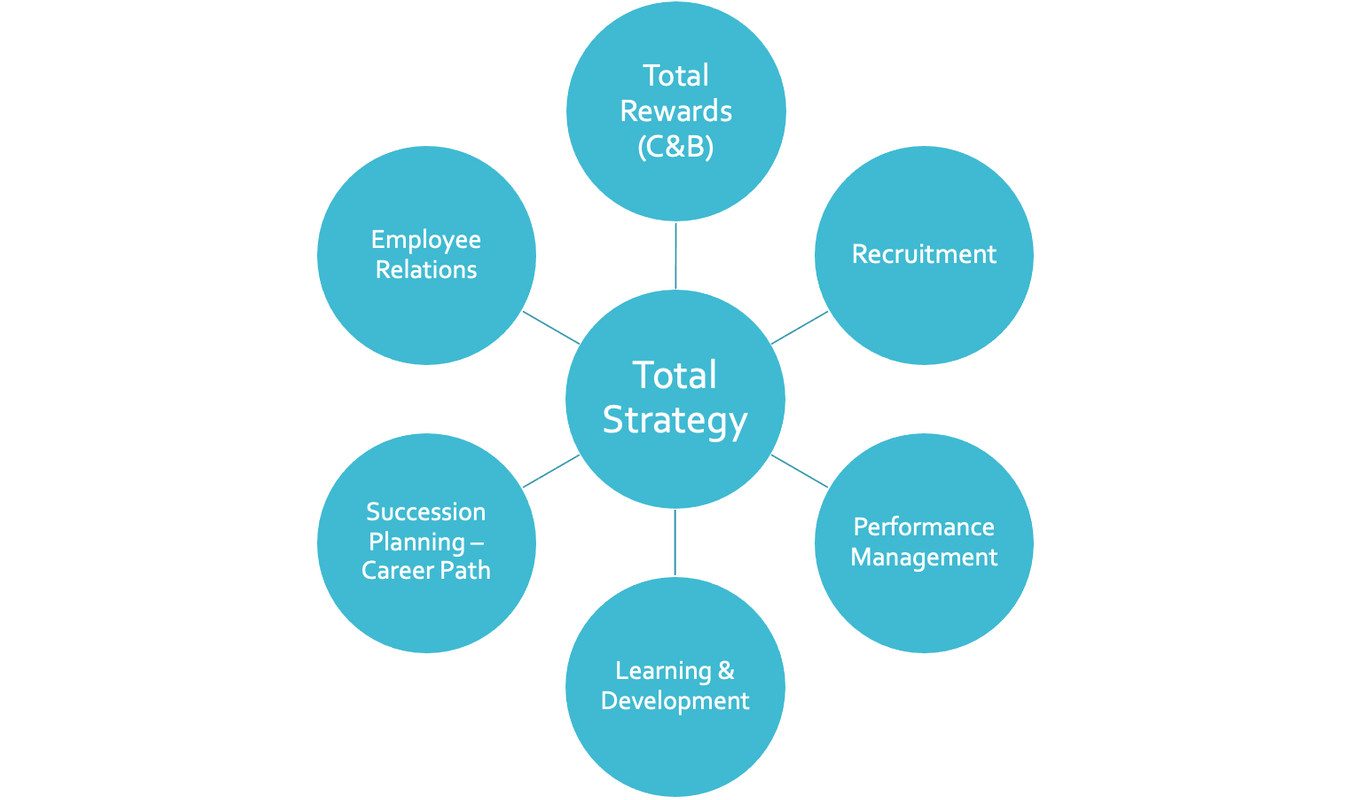 Total
Rewards
(C&B)
Recruitment
Performance
Management
Learning &
Development
Succession
Planning –
Career Path
Employee
Relations
Total
Strategy